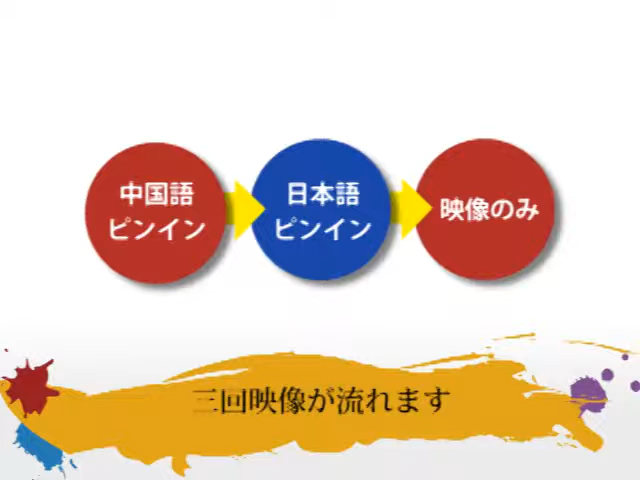 中国語
ピンイン
日本語
ピンイン
映像のみ
三回映像が流れます